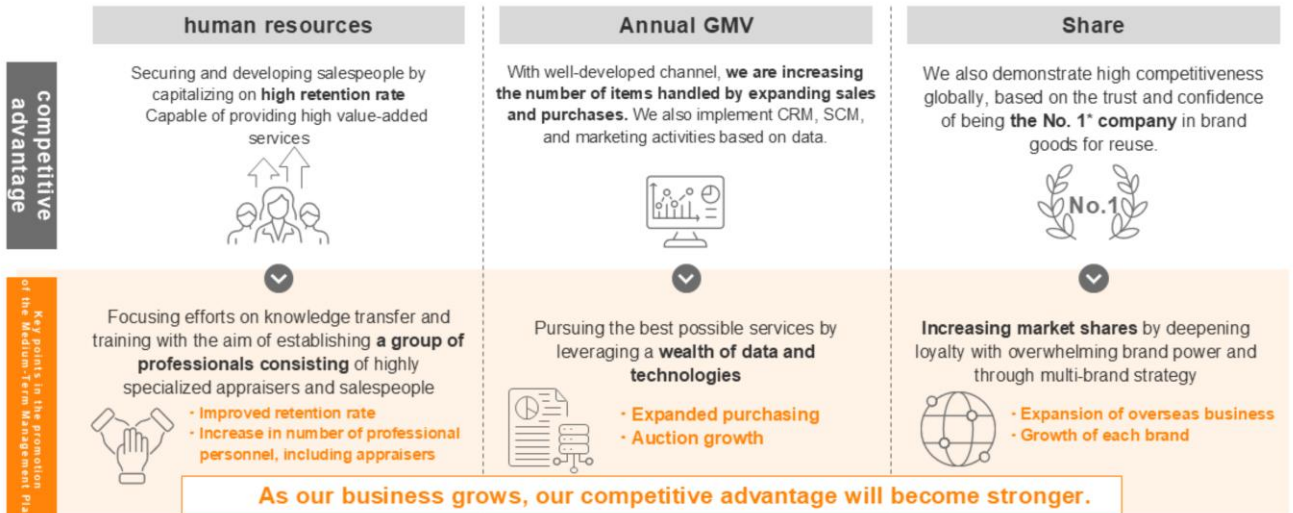 human resources
Securing and developing salespeople by
capitalizing on high retention rate
Capable of providing high value-added
services
Annual GMV
With well-developed channel, we are increasing
the number of items handled by expanding sales
and purchases. We also implement CRM, SCM,
and marketing activities based on data.
Share
We also demonstrate high competitiveness
globally, based on the trust and confidence
of being the No. 1* company in brand
goods for reuse.
No.1
competitive
advantage
Key points in the promotion
of the Medium-Term Management Pla
Focusing efforts on knowledge transfer and
training with the aim of establishing a group of
professionals consisting of highly
specialized appraisers and salespeople
・Improved retention rate
・Increase in number of professional
personnel, including appraisers
Pursuing the best possible services by
leveraging a wealth of data and
technologies
・Expanded purchasing
・Auction growth
Increasing market shares by deepening
loyalty with overwhelming brand power and
through multi-brand strategy
・Expansion of overseas business
・Growth of each brand
As our business grows, our competitive advantage will become stronger.